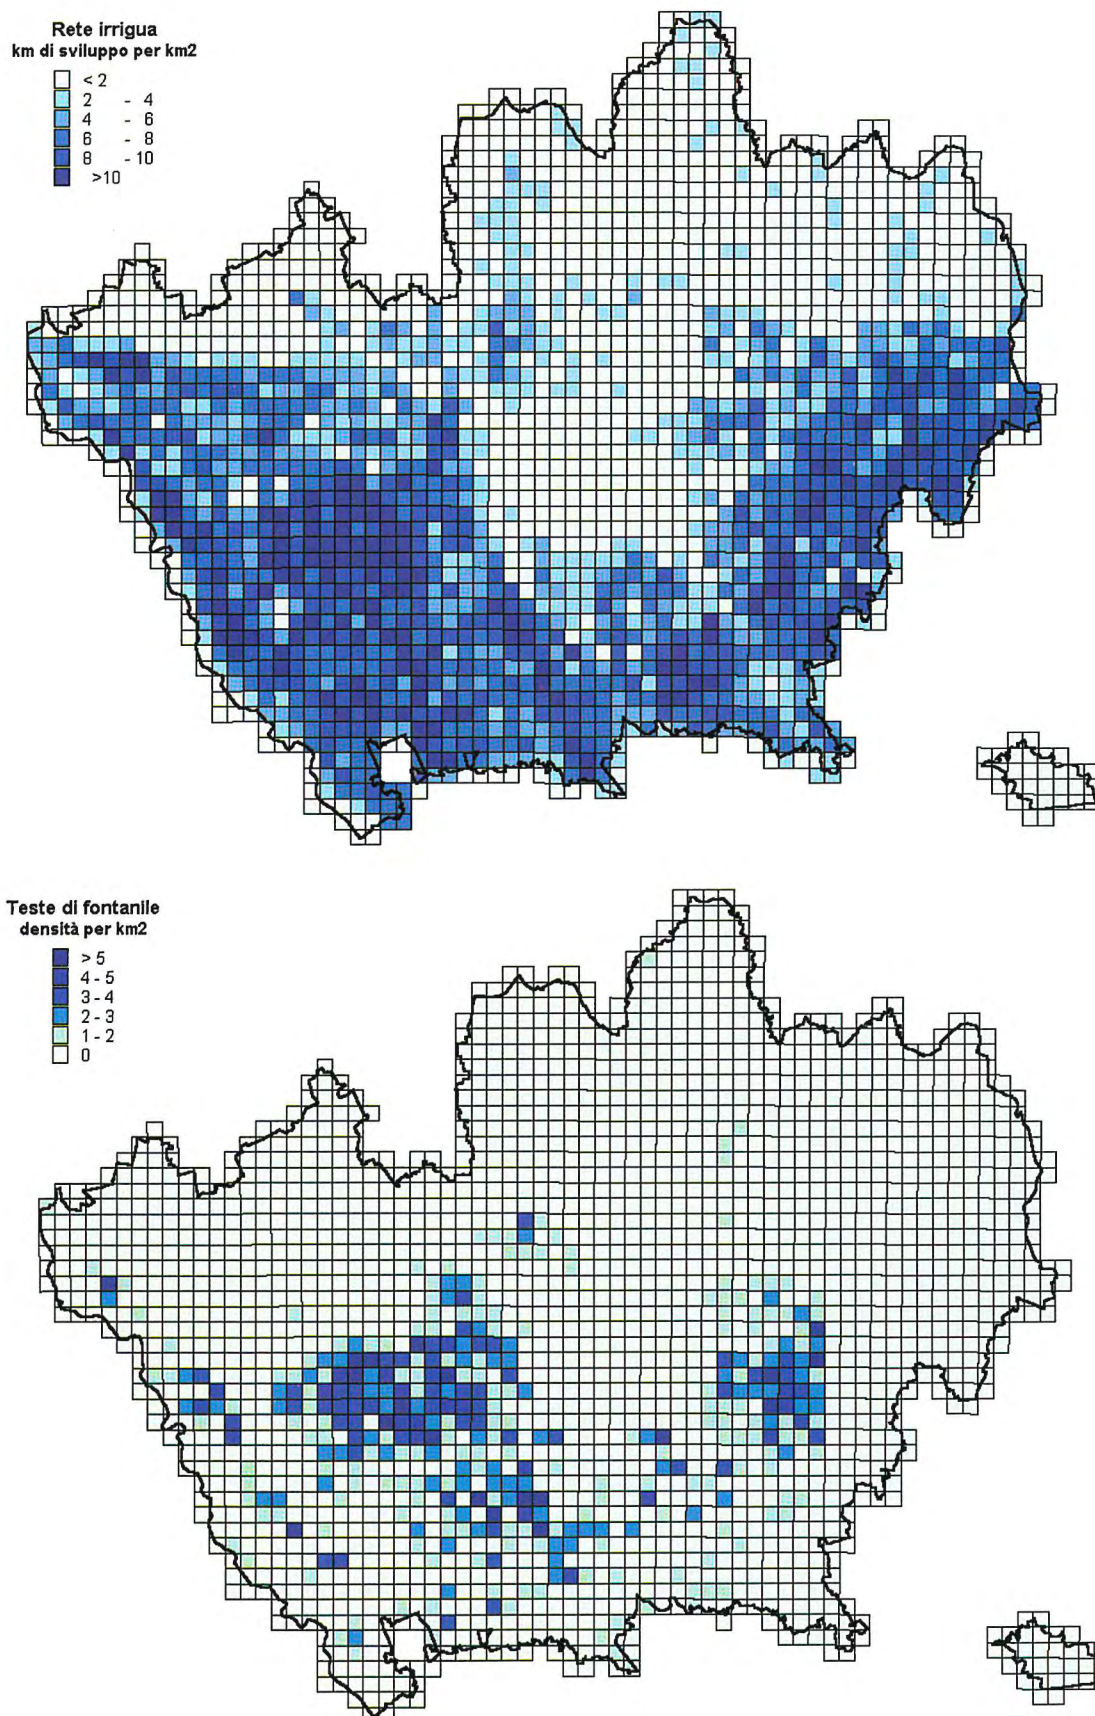 Rete irrigua
km di sviluppo per km2
< 2
2 - 4
4 - 6
6 - 8
8 - 10
>10
Teste di fontanile
densità per km2
> 5
4 - 5
3 - 4
2 - 3
1 - 2
0